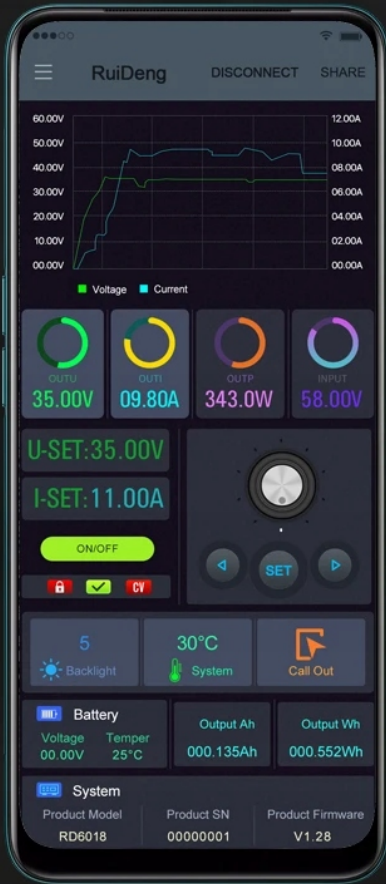 RuiDeng DISCONNECT SHARE
60.00V 12.00A
50.00V 10.00A
40.00V 08.00A
30.00V 06.00A
20.00V 04.00A
10.00V 02.00A
00.00V 00.00A
Voltage Current
OUTU OUTI OUTP INPUT
35.00V 09.80A 343.0W 58.00V
U-SET:35.00V
I-SET:11.00A
ON/OFF
CV
SET
5 30°C
Backlight System Call Out
Battery
Voltage Temper
00.00V 25°C
Output Ah Output Wh
000.135Ah 000.552Wh
System
Product Model Product SN Product Firmware
RD6018 00000001 V1.28